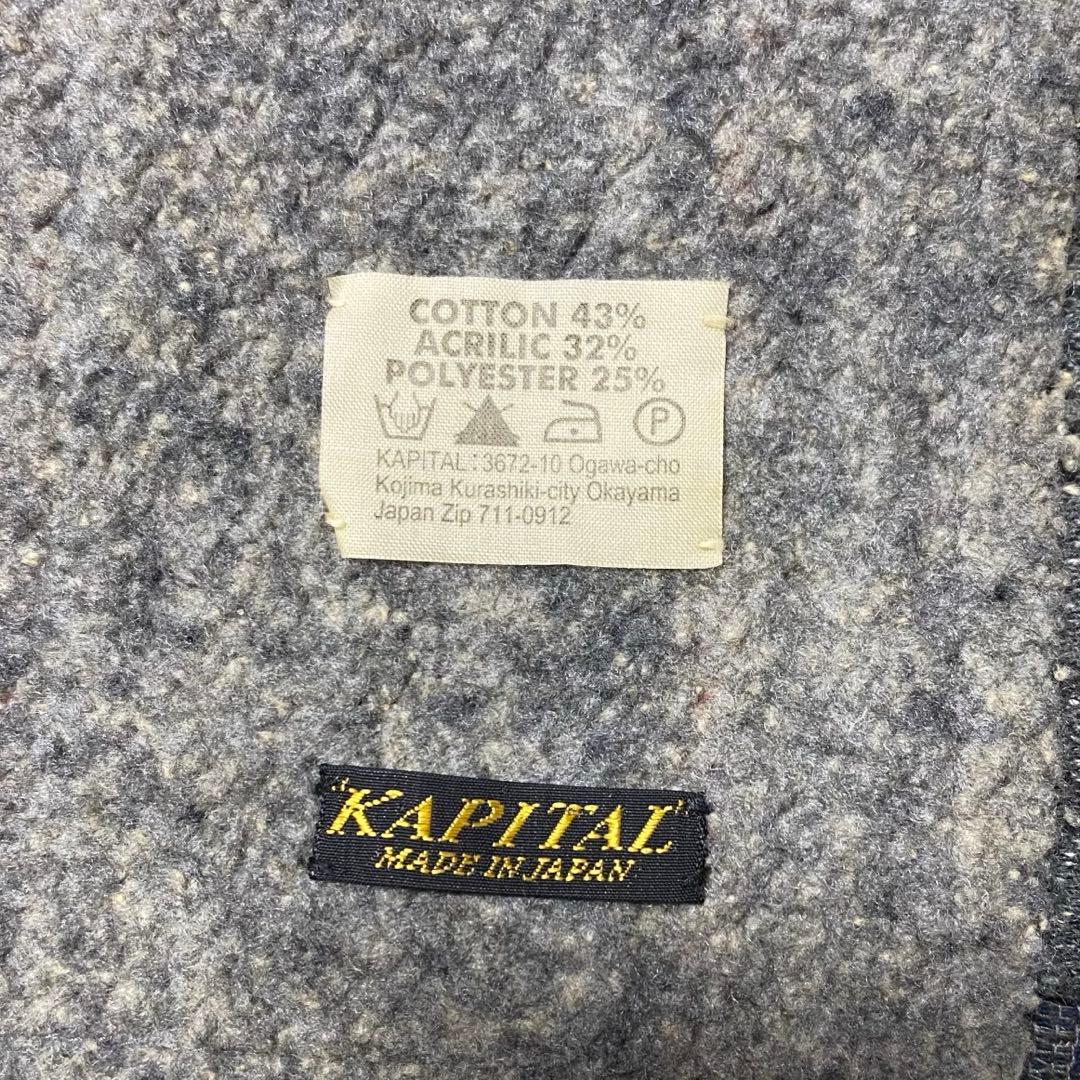 COTTON 43%
ACRILIC 32%
POLYESTER 25%
P
KAPITAL : 3672-10 Ogawa-cho
Kojima Kurashiki-city Okayama
Japan Zip 711-0912
"KAPITAL"
MADE IN JAPAN